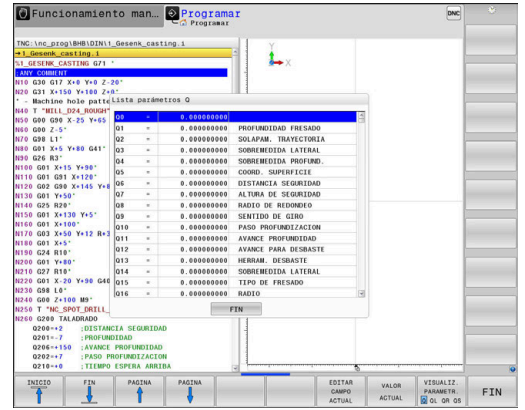 Funcionamiento man...
Programar
Programar
DNC
TNC:\nc_prog\BHB\DIN\1_Gesenk_casting.i
→1_Gesenk_casting.i
%1_GESENK_CASTING G71 *
;ANY COMMENT
N10 G30 G17 X+0 Y+0 Z-20*
N20 G31 X+150 Y+100 Z+0*
* - Machine hole patte
N40 T "MILL_D24_ROUGH"
N50 G00 G90 X-25 Y+65
N60 G00 Z-5*
N70 G98 L1*
N80 G01 X+5 Y+80 G41*
N90 G26 R3*
N100 G01 X+15 Y+90*
N110 G01 G91 X+120*
N120 G02 G90 X+145 Y+8
N130 G01 Y+50*
N140 G25 R20*
N150 G01 X+130 Y+5*
N160 G01 X+100*
N170 G03 X+50 Y+12 R+3
N180 G01 X+5*
N190 G24 R10*
N200 G01 Y+80*
N210 G27 R10*
N220 G01 X-20 Y+90 G40
N230 G98 L0*
N240 G00 Z+100 M9*
N250 T "NC_SPOT_DRILL_
N260 G200 TALADRADO
Q200=+2 ;DISTANCIA SEGURIDAD
Q201=-7 ;PROFUNDIDAD
Q206=+150 ;AVANCE PROFUNDIDAD
Q202=+7 ;PASO PROFUNDIZACION
Q210=+0 ;TIEMPO ESPERA ARRIBA
Y
X
Lista parámetros Q
Q0 = 0.000000000
Q1 = 0.000000000 PROFUNDIDAD FRESADO
Q2 = 0.000000000 SOLAPAM. TRAYECTORIA
Q3 = 0.000000000 SOBREMEDIDA LATERAL
Q4 = 0.000000000 SOBREMEDIDA PROFUND.
Q5 = 0.000000000 COORD. SUPERFICIE
Q6 = 0.000000000 DISTANCIA SEGURIDAD
Q7 = 0.000000000 ALTURA DE SEGURIDAD
Q8 = 0.000000000 RADIO DE REDONDEO
Q9 = 0.000000000 SENTIDO DE GIRO
Q10 = 0.000000000 PASO PROFUNDIZACION
Q11 = 0.000000000 AVANCE PROFUNDIDAD
Q12 = 0.000000000 AVANCE PARA DESBASTE
Q13 = 0.000000000 HERRAM. DESBASTE
Q14 = 0.000000000 SOBREMEDIDA LATERAL
Q15 = 0.000000000 TIPO DE FRESADO
Q16 = 0.000000000 RADIO
FIN
INICIO
FIN
PAGINA
PAGINA
EDITAR CAMPO ACTUAL
VALOR ACTUAL
VISUALIZ. PARAMETR. Q QL QR QS
FIN